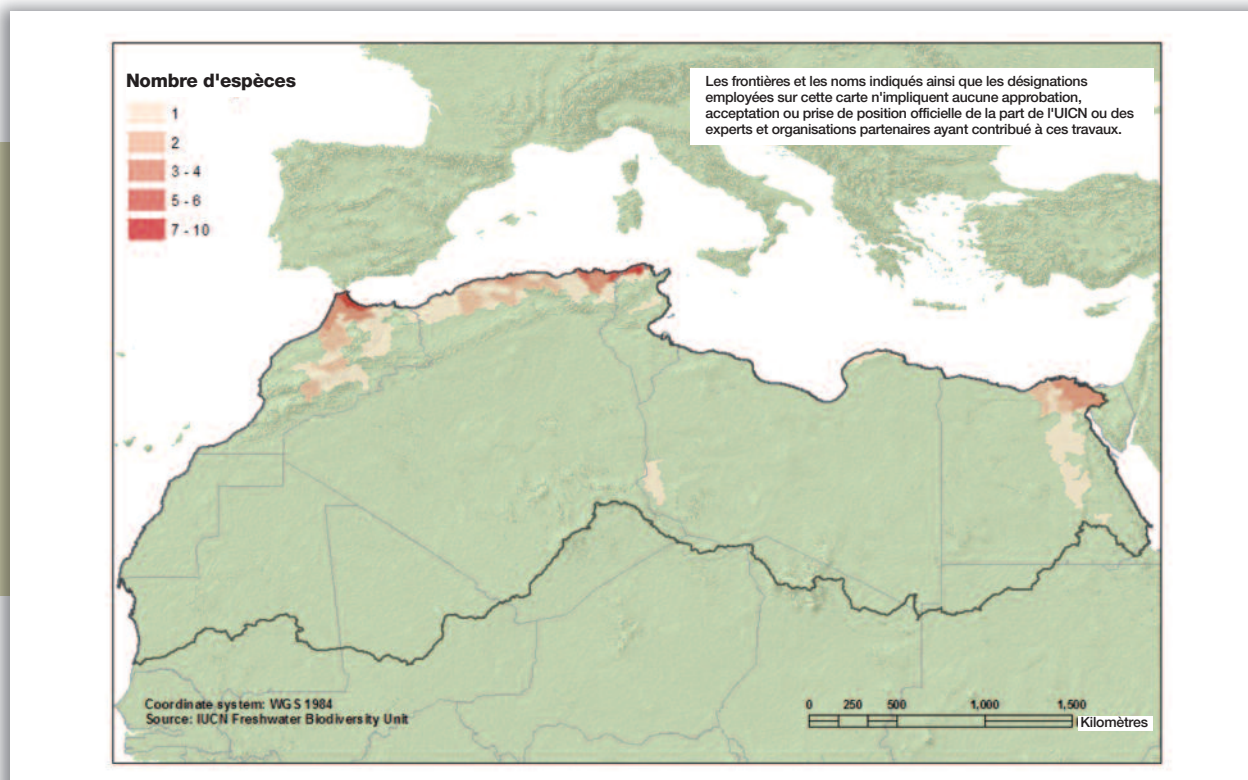 Nombre d'espèces
1
2
3 - 4
5 - 6
7 - 10
Les frontières et les noms indiqués ainsi que les désignations
employées sur cette carte n'impliquent aucune approbation,
acceptation ou prise de position officielle de la part de l'UICN ou des
experts et organisations partenaires ayant contribué à ces travaux.
Coordinate system: WGS 1984
Source: IUCN Freshwater Biodiversity Unit
0 250 500 1,000 1,500
Kilomètres